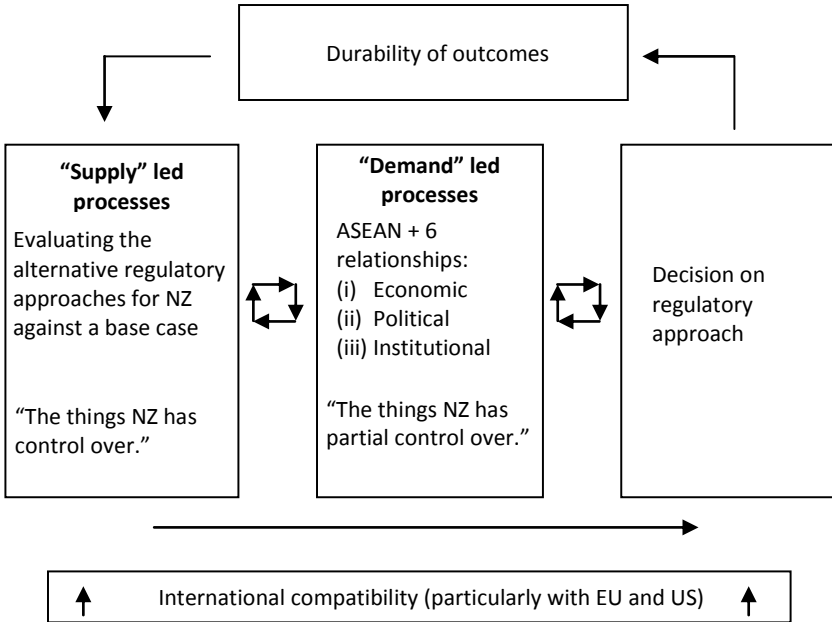 Durability of outcomes
“Supply” led
processes
Evaluating the
alternative regulatory
approaches for NZ
against a base case
“The things NZ has
control over.”
“Demand” led
processes
ASEAN + 6
relationships:
(i) Economic
(ii) Political
(iii) Institutional
“The things NZ has
partial control over.”
Decision on
regulatory
approach
International compatibility (particularly with EU and US)